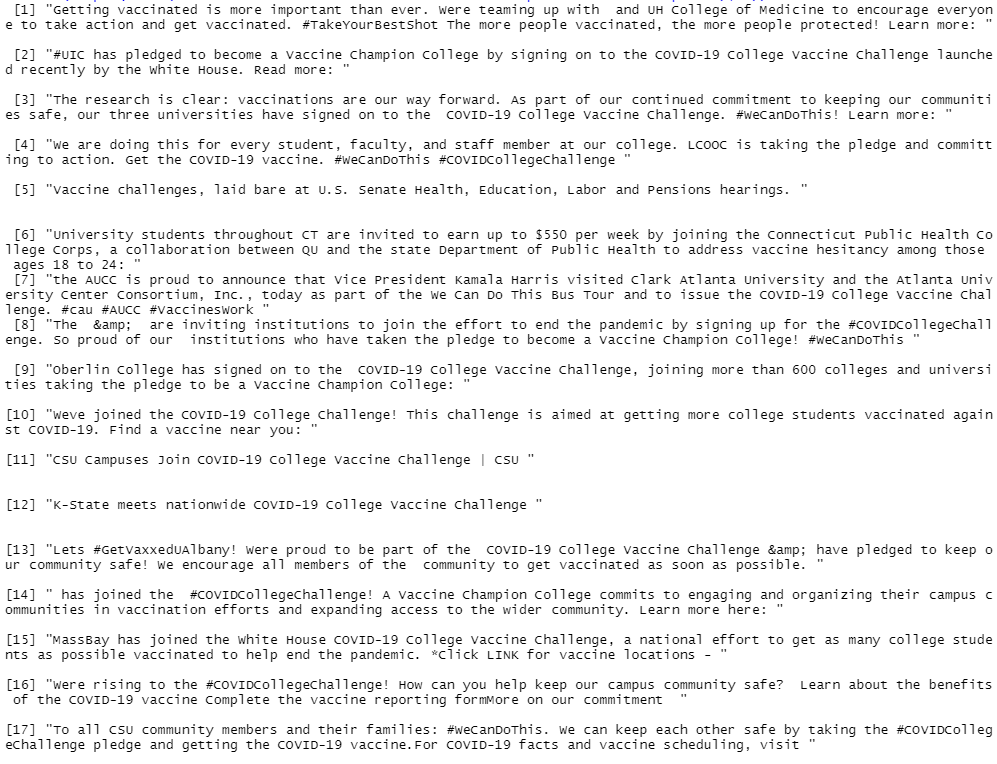 [1] "Getting vaccinated is more important than ever. Were teaming up with  and UH College of Medicine to encourage everyon
e to take action and get vaccinated. #TakeYourBestShot The more people vaccinated, the more people protected! Learn more: "
[2] "#UIC has pledged to become a Vaccine Champion College by signing on to the COVID-19 College Vaccine Challenge launche
d recently by the White House. Read more: "
[3] "The research is clear: vaccinations are our way forward. As part of our continued commitment to keeping our communiti
es safe, our three universities have signed on to the  COVID-19 College Vaccine Challenge. #WeCanDoThis! Learn more: "
[4] "We are doing this for every student, faculty, and staff member at our college. LCOOC is taking the pledge and committ
ing to action. Get the COVID-19 vaccine. #WeCanDoThis #COVIDCollegeChallenge "
[5] "Vaccine challenges, laid bare at U.S. Senate Health, Education, Labor and Pensions hearings. "
[6] "University students throughout CT are invited to earn up to $550 per week by joining the Connecticut Public Health Co
llege Corps, a collaboration between QU and the state Department of Public Health to address vaccine hesitancy among those
ages 18 to 24: "
[7] "the AUCC is proud to announce that Vice President Kamala Harris visited Clark Atlanta University and the Atlanta Univ
ersity Center Consortium, Inc., today as part of the We Can Do This Bus Tour and to issue the COVID-19 College Vaccine Chal
lenge. #cau #AUCC #VaccinesWork "
[8] "The  &amp;  are inviting institutions to join the effort to end the pandemic by signing up for the #COVIDCollegeChall
enge. So proud of our  institutions who have taken the pledge to become a Vaccine Champion College! #WeCanDoThis "
[9] "Oberlin College has signed on to the  COVID-19 College Vaccine Challenge, joining more than 600 colleges and universi
ties taking the pledge to be a Vaccine Champion College: "
[10] "Weve joined the COVID-19 College Challenge! This challenge is aimed at getting more college students vaccinated again
st COVID-19. Find a vaccine near you: "
[11] "CSU Campuses Join COVID-19 College Vaccine Challenge | CSU "
[12] "K-State meets nationwide COVID-19 College Vaccine Challenge "
[13] "Lets #GetVaxxedUAlbany! Were proud to be part of the  COVID-19 College Vaccine Challenge &amp; have pledged to keep o
ur community safe! We encourage all members of the  community to get vaccinated as soon as possible. "
[14] " has joined the  #COVIDCollegeChallenge! A Vaccine Champion College commits to engaging and organizing their campus c
ommunities in vaccination efforts and expanding access to the wider community. Learn more here: "
[15] "MassBay has joined the White House COVID-19 College Vaccine Challenge, a national effort to get as many college stude
nts as possible vaccinated to help end the pandemic. *Click LINK for vaccine locations - "
[16] "Were rising to the #COVIDCollegeChallenge! How can you help keep our campus community safe?  Learn about the benefits
of the COVID-19 vaccine Complete the vaccine reporting formMore on our commitment  "
[17] "To all CSU community members and their families: #WeCanDoThis. We can keep each other safe by taking the #COVIDColleg
eChallenge pledge and getting the COVID-19 vaccine.For COVID-19 facts and vaccine scheduling, visit "